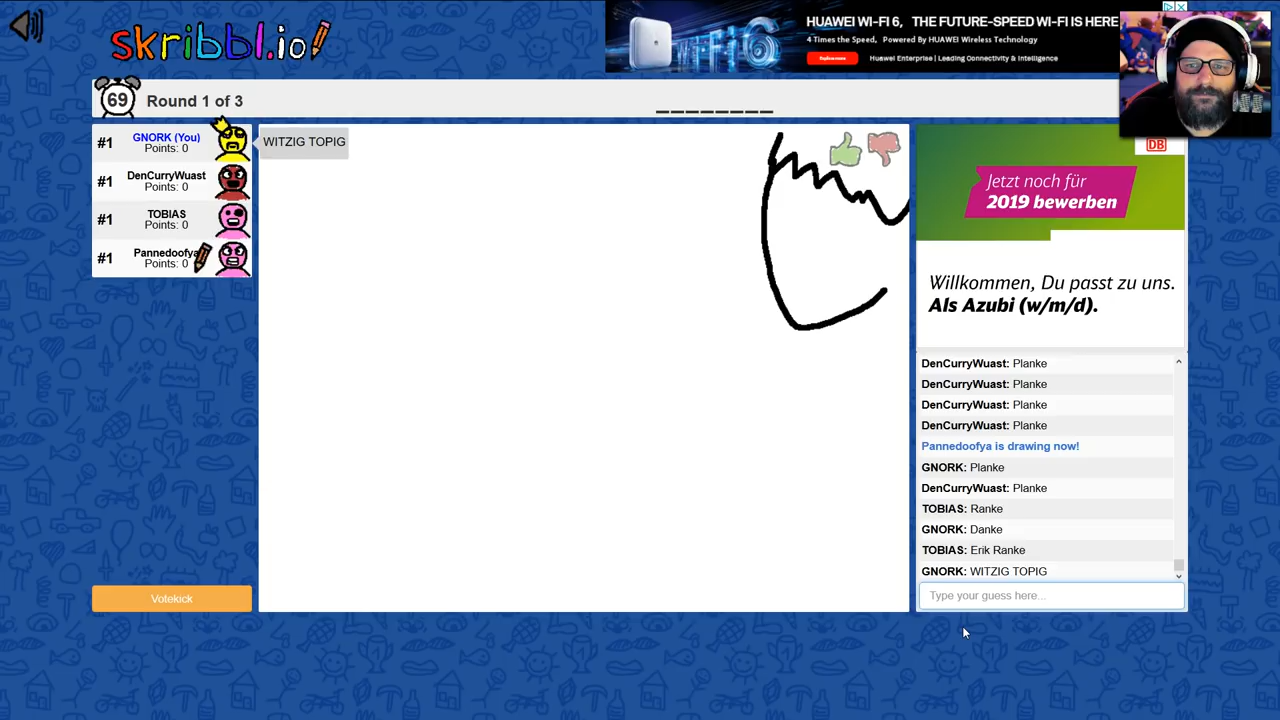 skribbl.io
HUAWEI WI-FI 6, THE FUTURE-SPEED WI-FI IS HERE
4 Times the Speed, Powered By HUAWEI Wireless Technology
Explore more
Huawei Enterprise | Leading Connectivity & Intelligence
69
Round 1 of 3
_________
#1
GNORK (You)
Points: 0
WITZIG TOPIG
#1
DenCurryWuast
Points: 0
#1
TOBIAS
Points: 0
#1
Pannedoofya
Points: 0
Votekick
DB
Jetzt noch für
2019 bewerben
Willkommen, Du passt zu uns.
Als Azubi (w/m/d).
DenCurryWuast: Planke
DenCurryWuast: Planke
DenCurryWuast: Planke
DenCurryWuast: Planke
Pannedoofya is drawing now!
GNORK: Planke
DenCurryWuast: Planke
TOBIAS: Ranke
GNORK: Danke
TOBIAS: Erik Ranke
GNORK: WITZIG TOPIG
Type your guess here...